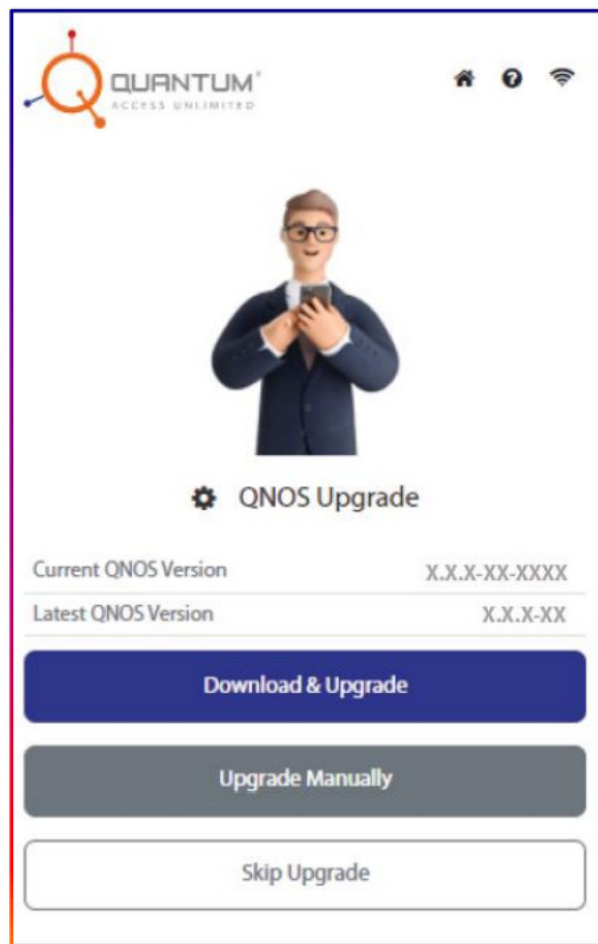 QUANTUM®
ACCESS UNLIMITED
QNOS Upgrade
Current QNOS Version X.X.X-XX-XXXX
Latest QNOS Version X.X.X-XX
Download & Upgrade
Upgrade Manually
Skip Upgrade